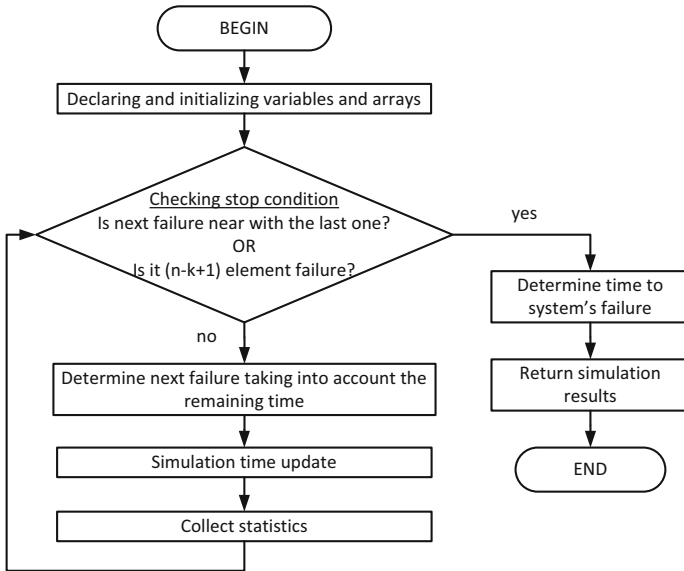 BEGIN
Declaring and initializing variables and arrays
Checking stop condition
Is next failure near with the last one?
OR
Is it (n-k+1) element failure?
yes
Determine time to
system's failure
Return simulation
results
END
no
Determine next failure taking into account the
remaining time
Simulation time update
Collect statistics